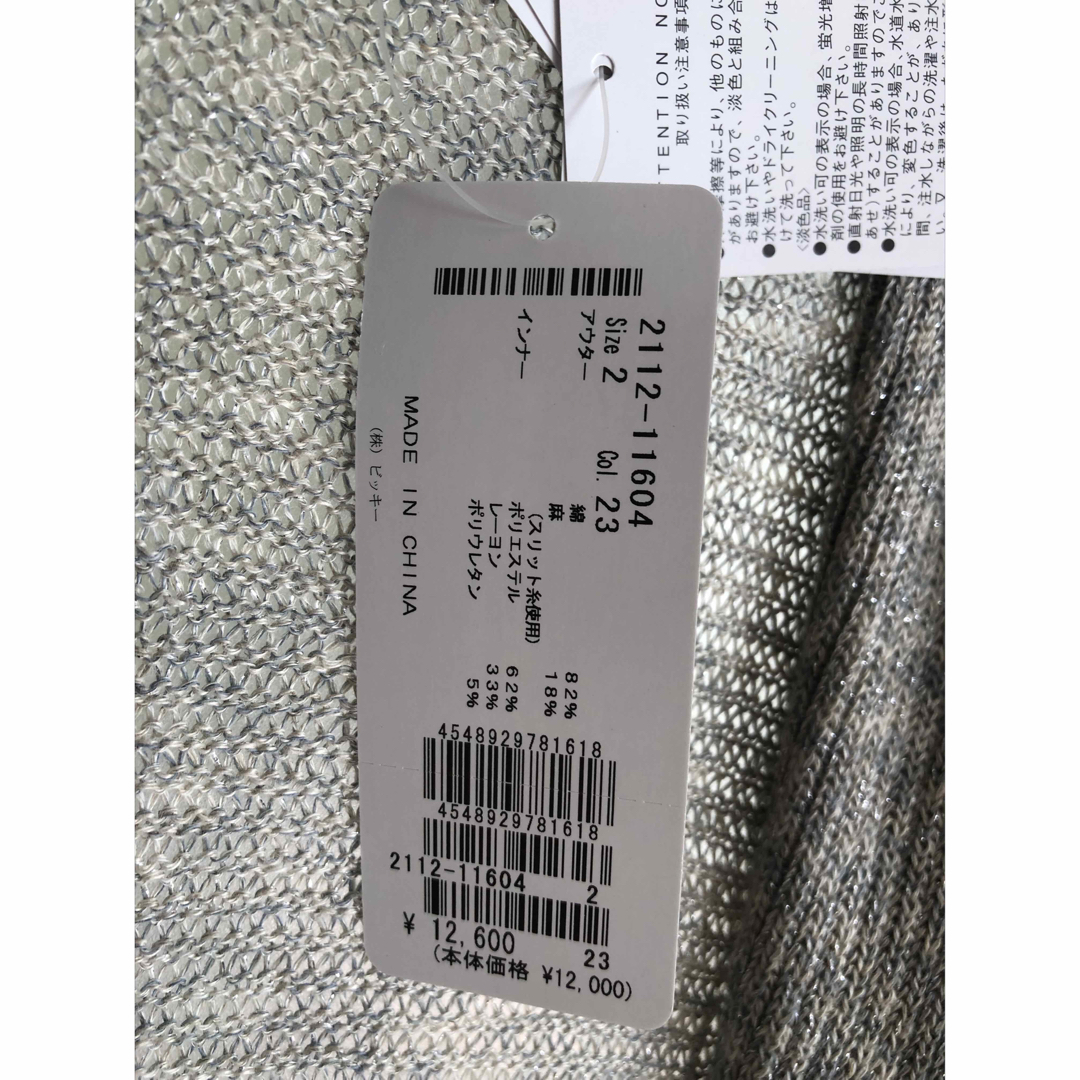 2112-11604
Size 2 Col. 23
アウター 綿 82%
麻 18%
(スリット糸使用)
インナー ポリエステル 62%
レーヨン 33%
ポリウレタン 5%
MADE IN CHINA
(株) ビッキー
4548929781618
4548929781618
2112-11604 2
¥ 12,600 23
(本体価格 ¥12,000)
TTENTION NO
取り扱い注意事項
擦等により、他のものに
がありますので、淡色と組み合
お避け下さい。
●水洗いやドライクリーニングは
けて洗って下さい。
〈淡色品〉
●水洗い可の表示の場合、蛍光増
剤の使用をお避け下さい。
●直射日光や照明の長時間照射
あせ)することがありますのでこ
●水洗い可の表示の場合、水道水
により、変色することが、あり
間、注水しながらの洗濯や注水